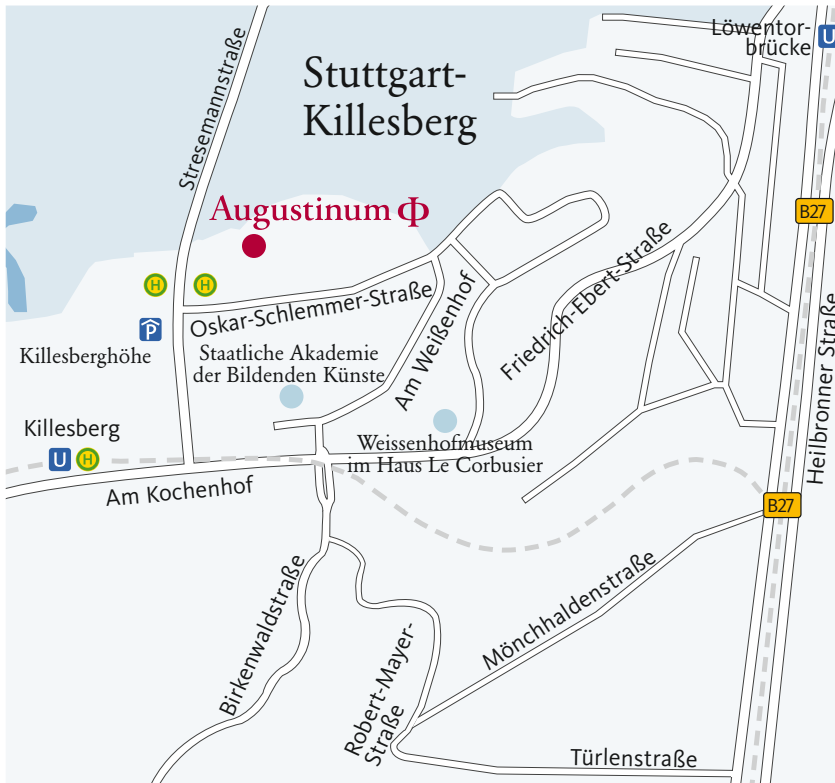 Löwentor-
brücke
U
Stuttgart-
Killesberg
Stresemannstraße
Augustinum Φ
B27
H
H
Oskar-Schlemmer-Straße
Friedrich-Ebert-Straße
P
Killesberghöhe
Staatliche Akademie
der Bildenden Künste
Am Weißenhof
Heilbronner Straße
Killesberg
U
H
Weissenhofmuseum
im Haus Le Corbusier
Am Kochenhof
B27
Birkenwaldstraße
Mönchhaldenstraße
Robert-Mayer-
Straße
Türlenstraße